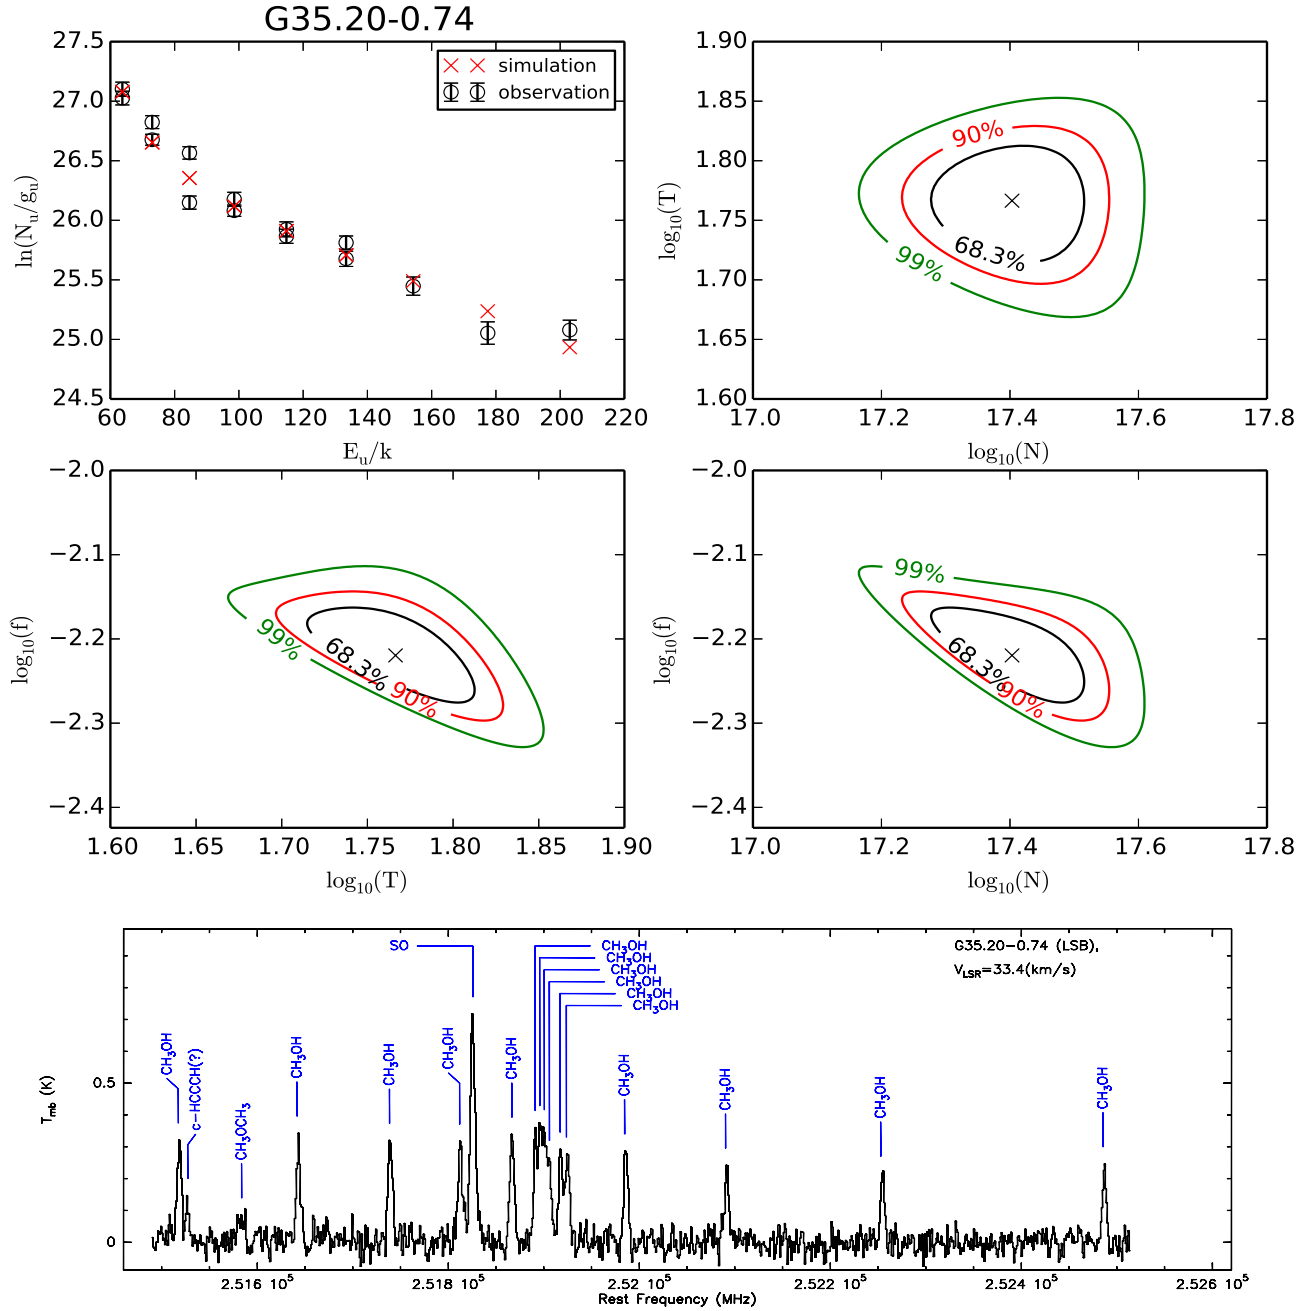 G35.20-0.74
27.5
27.0
26.5
26.0
25.5
25.0
24.5
ln(Nu/gu)
simulation
observation
60 80 100 120 140 160 180 200 220
Eu/k
1.90
1.85
1.80
1.75
1.70
1.65
1.60
log10(T)
90%
68.3%
99%
17.0 17.2 17.4 17.6 17.8
log10(N)
−2.0
−2.1
−2.2
−2.3
−2.4
log10(f)
99%
68.3%
90%
1.60 1.65 1.70 1.75 1.80 1.85 1.90
log10(T)
−2.0
−2.1
−2.2
−2.3
−2.4
log10(f)
99%
68.3%
90%
17.0 17.2 17.4 17.6 17.8
log10(N)
SO
CH3OH
CH3OH
CH3OH
CH3OH
CH3OH
CH3OH
G35.20−0.74 (LSB),
VLSR=33.4(km/s)
CH3OH
c−HCCCH(?)
CH3OCH3
CH3OH
CH3OH
CH3OH
CH3OH
CH3OH
CH3OH
CH3OH
CH3OH
Tmb (K)
0.5
0
2.516 10^5 2.518 10^5 2.52 10^5 2.522 10^5 2.524 10^5 2.526 10^5
Rest Frequency (MHz)